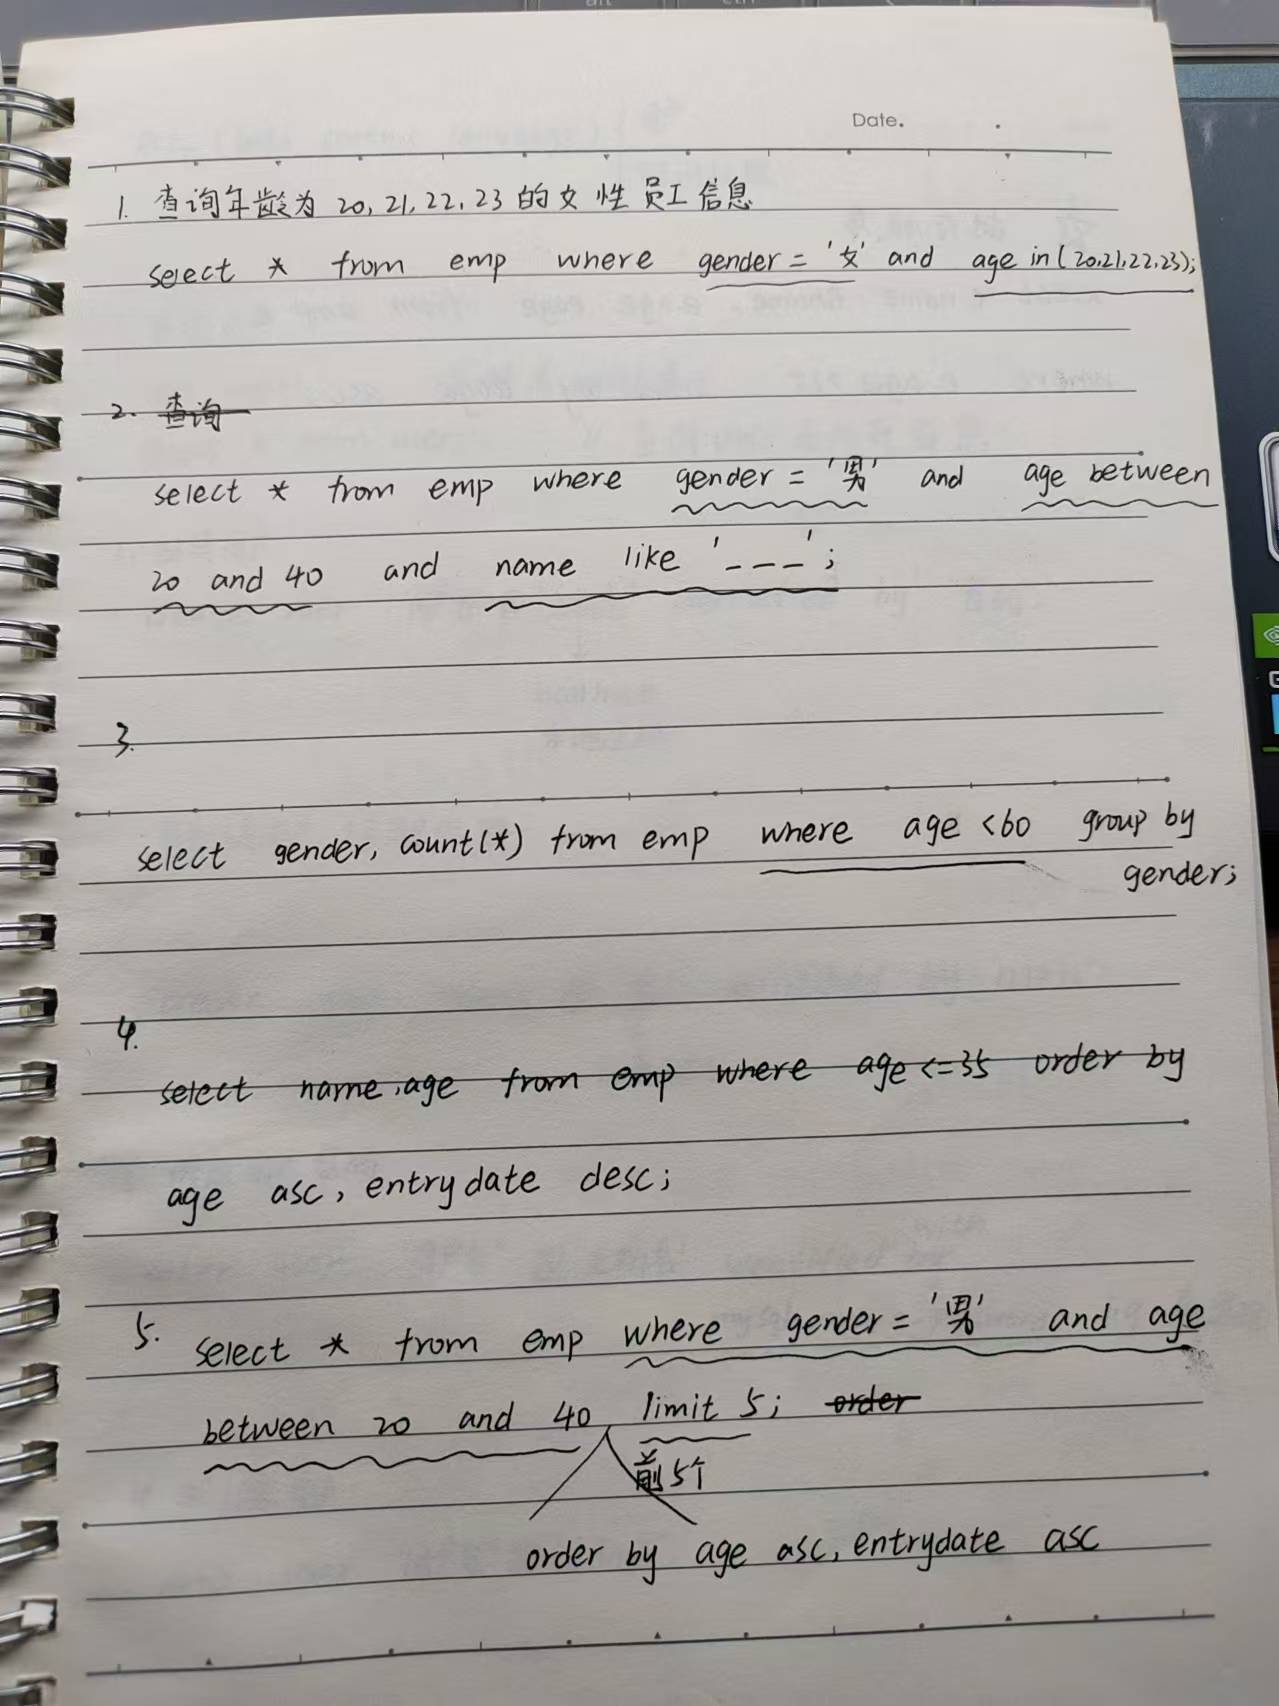 Date.
1. 查询年龄为 20,21,22,23 的女性员工信息
select * from emp where gender = '女' and age in(20,21,22,23);
2. 查询
select * from emp where gender = '男' and age between
20 and 40 and name like '___';
3.
select gender, count(*) from emp where age <60 group by
gender;
4.
select name,age from emp where age <=35 order by
age asc, entrydate desc;
5. select * from emp where gender = '男' and age
between 20 and 40 limit 5; order
前5个
order by age asc, entrydate asc